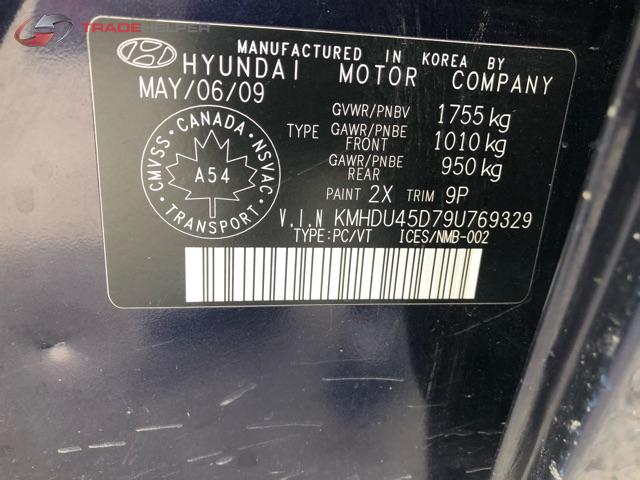 TRADEHELPER
MANUFACTURED IN KOREA BY
HYUNDAI MOTOR COMPANY
MAY/06/09
GVWR/PNBV 1755 kg
TYPE GAWR/PNBE FRONT 1010 kg
GAWR/PNBE REAR 950 kg
PAINT 2X TRIM 9P
CANADA
CMVSS NSVAC
A54
TRANSPORT
V.I.N KMHDU45D79U769329
TYPE:PC/VT ICES/NMB-002